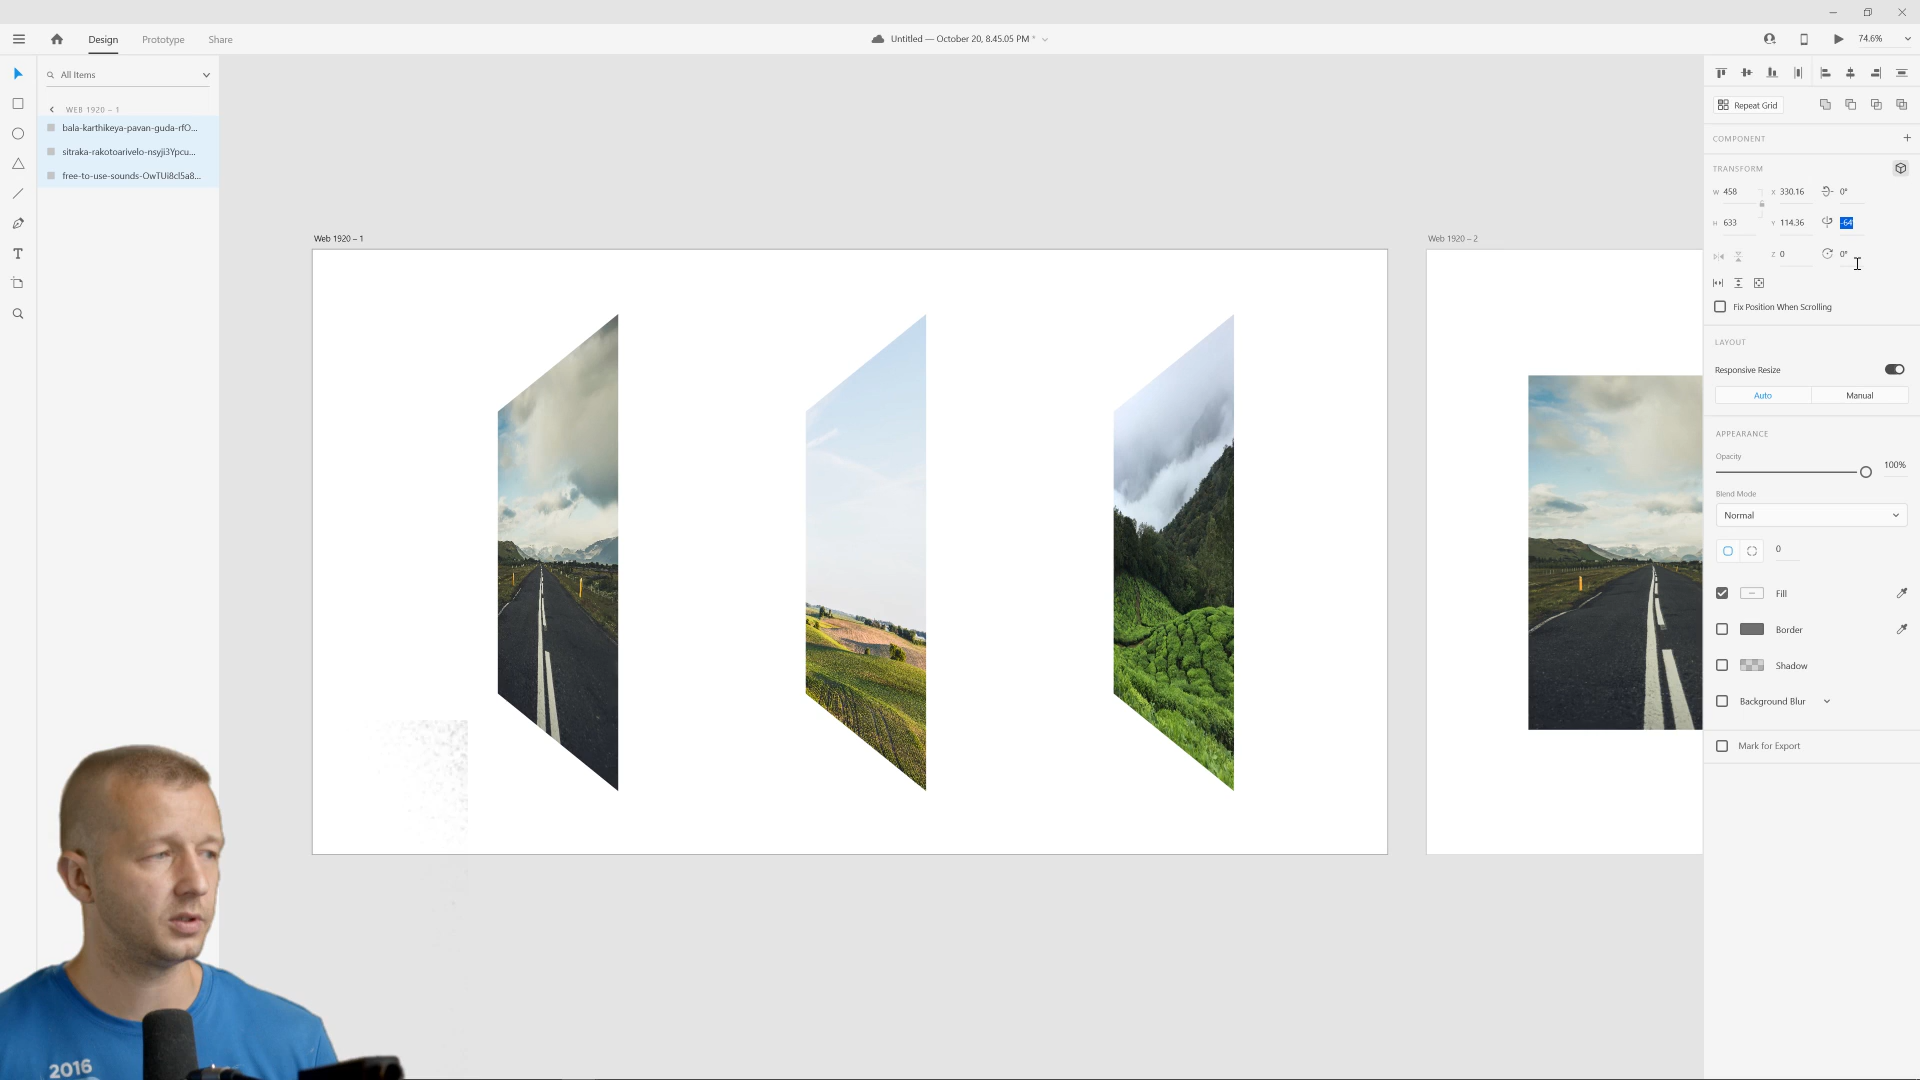 Design
Prototype
Share
Untitled — October 20, 8.45.05 PM *
74.6%
All Items
WEB 1920 – 1
bala-karthikeya-pavan-guda-rfO...
sitraka-rakotoarivelo-nsyji3Ypcu...
free-to-use-sounds-OwTUi8cl5a8...
Web 1920 – 1
Web 1920 – 2
Repeat Grid
COMPONENT
TRANSFORM
W 458
X 330.16
0°
H 633
Y 114.36
-64°
Z 0
0°
Fix Position When Scrolling
LAYOUT
Responsive Resize
Auto
Manual
APPEARANCE
Opacity
100%
Blend Mode
Normal
0
Fill
Border
Shadow
Background Blur
Mark for Export
2016